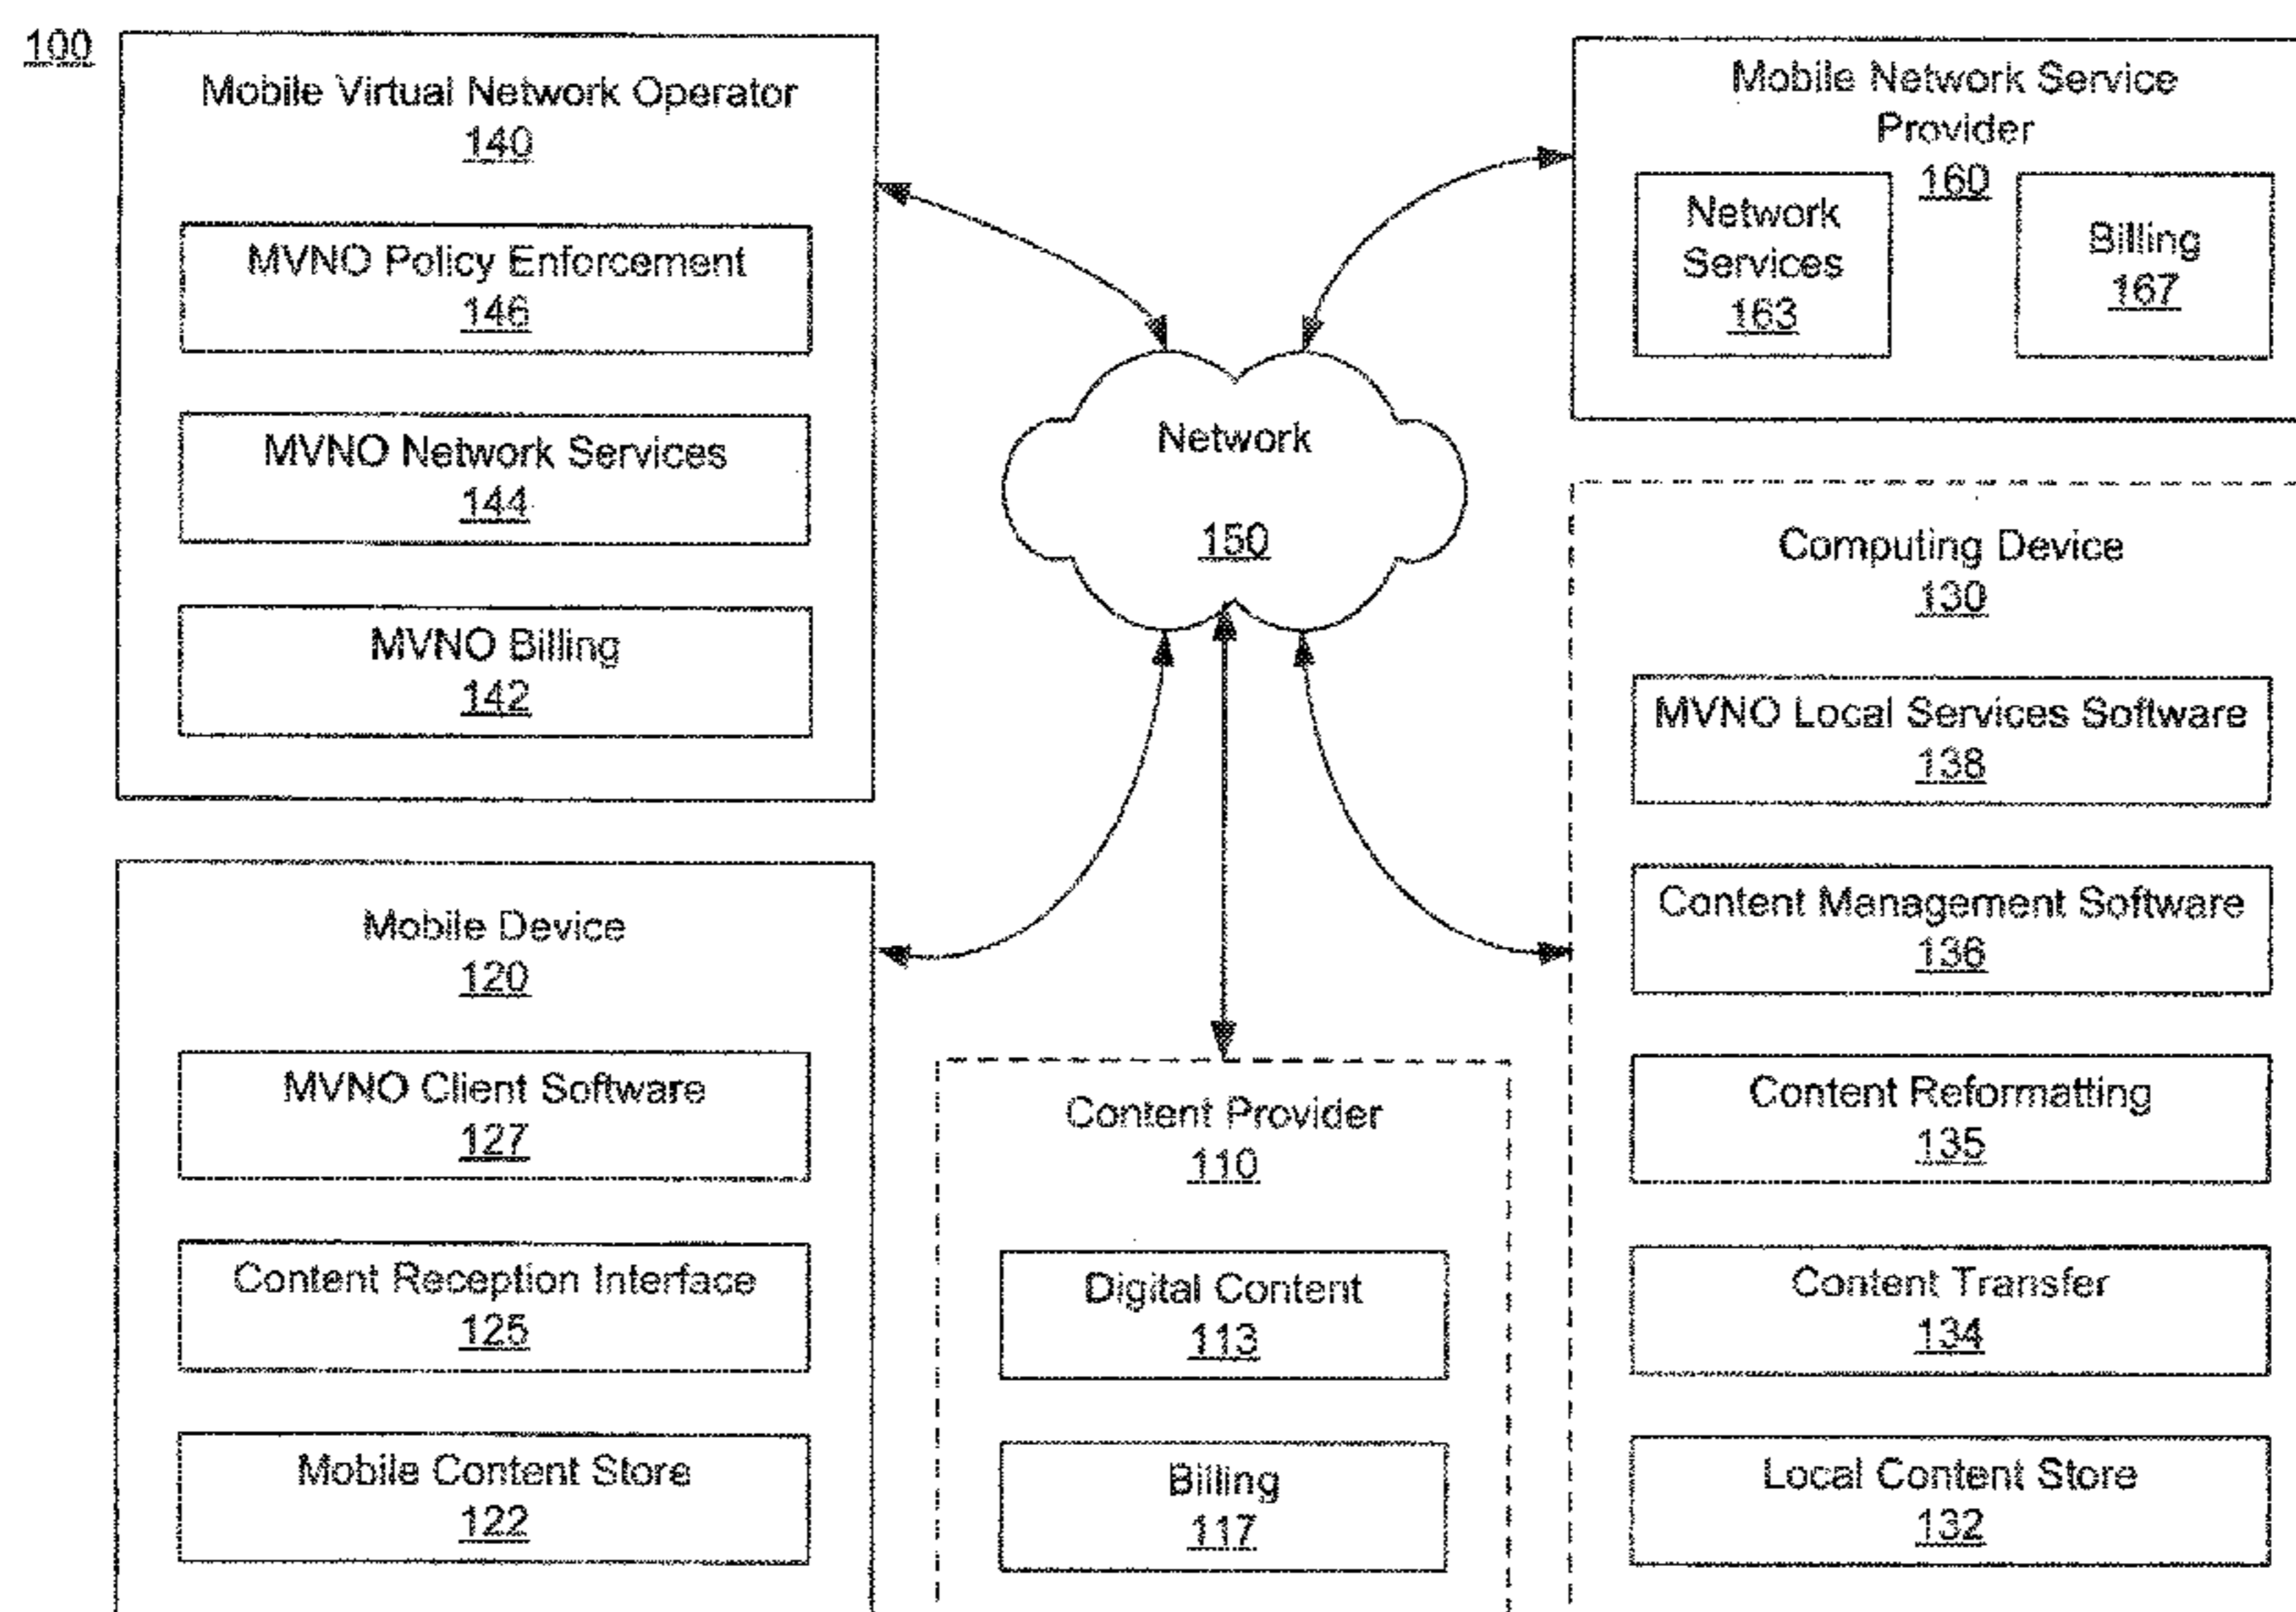 100
Mobile Virtual Network Operator
140
MVNO Policy Enforcement
146
MVNO Network Services
144
MVNO Billing
142
Mobile Network Service
Provider
160
Network
Services
163
Billing
167
Network
150
Computing Device
130
MVNO Local Services Software
138
Content Management Software
136
Content Reformatting
135
Content Transfer
134
Local Content Store
132
Mobile Device
120
MVNO Client Software
127
Content Reception Interface
125
Mobile Content Store
122
Content Provider
110
Digital Content
113
Billing
117